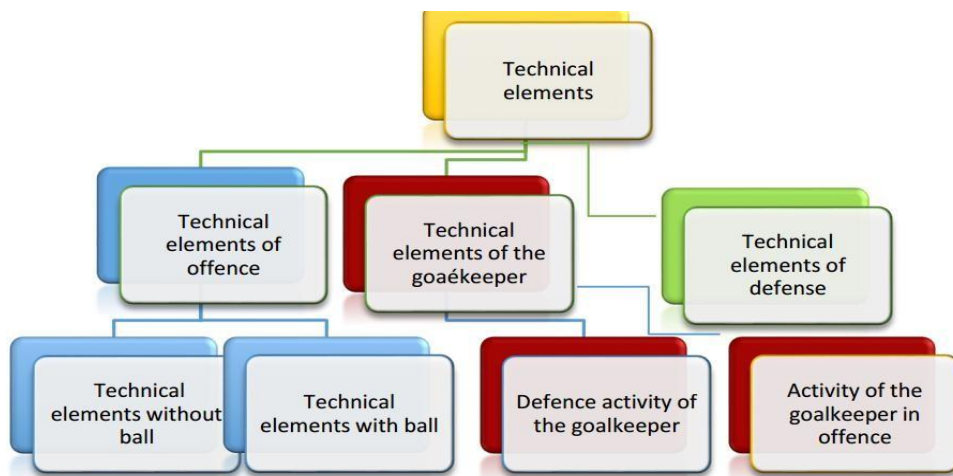 Technical
elements
Technical
elements of
offence
Technical
elements of the
goaékeeper
Technical
elements of
defense
Technical
elements without
ball
Technical
elements with ball
Defence activity of
the goalkeeper
Activity of the
goalkeeper in
offence